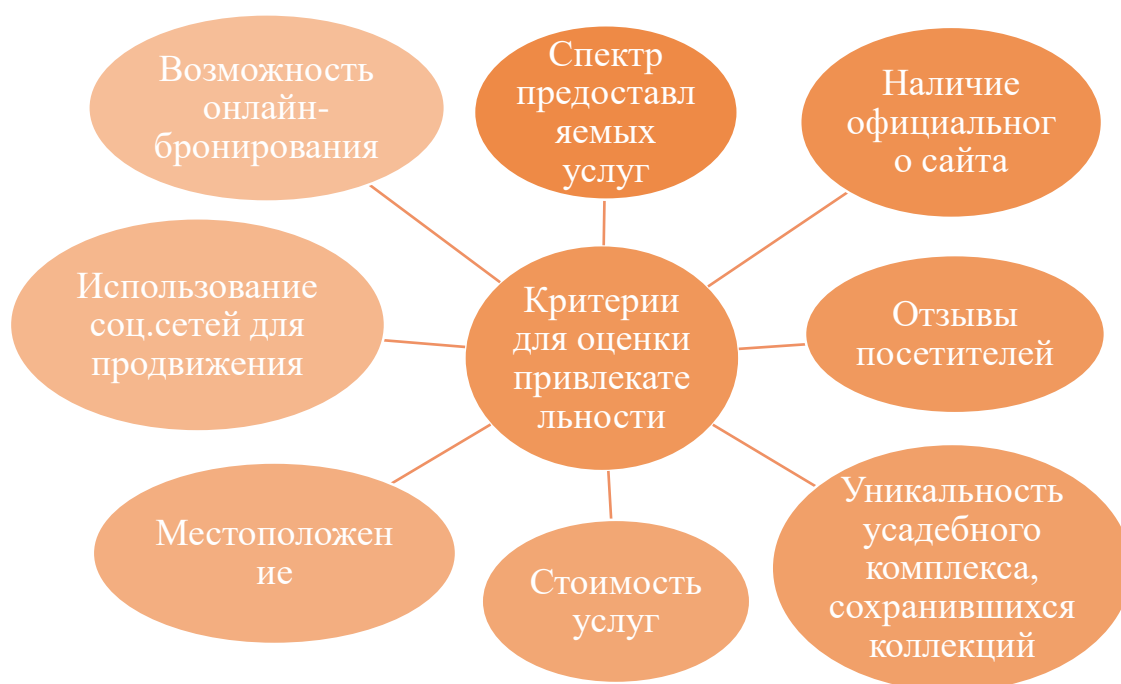 Возможность
онлайн-
бронирования
Спектр
предоставл
яемых
услуг
Наличие
официальног
о сайта
Использование
соц.сетей для
продвижения
Критерии
для оценки
привлекате
льности
Отзывы
посетителей
Местоположен
ие
Стоимость
услуг
Уникальность
усадебного
комплекса,
сохранившихся
коллекций